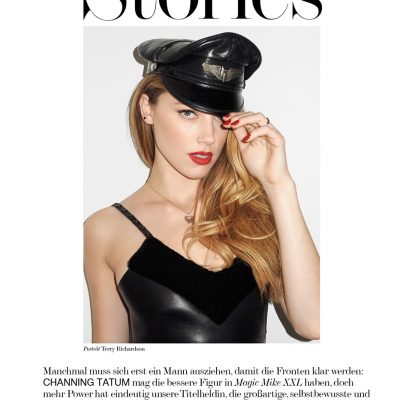 Stories
Porträt Terry Richardson
Manchmal muss sich erst ein Mann ausziehen, damit die Fronten klar werden:
CHANNING TATUM mag die bessere Figur in Magic Mike XXL haben, doch
mehr Power hat eindeutig unsere Titelheldin, die großartige, selbstbewusste und